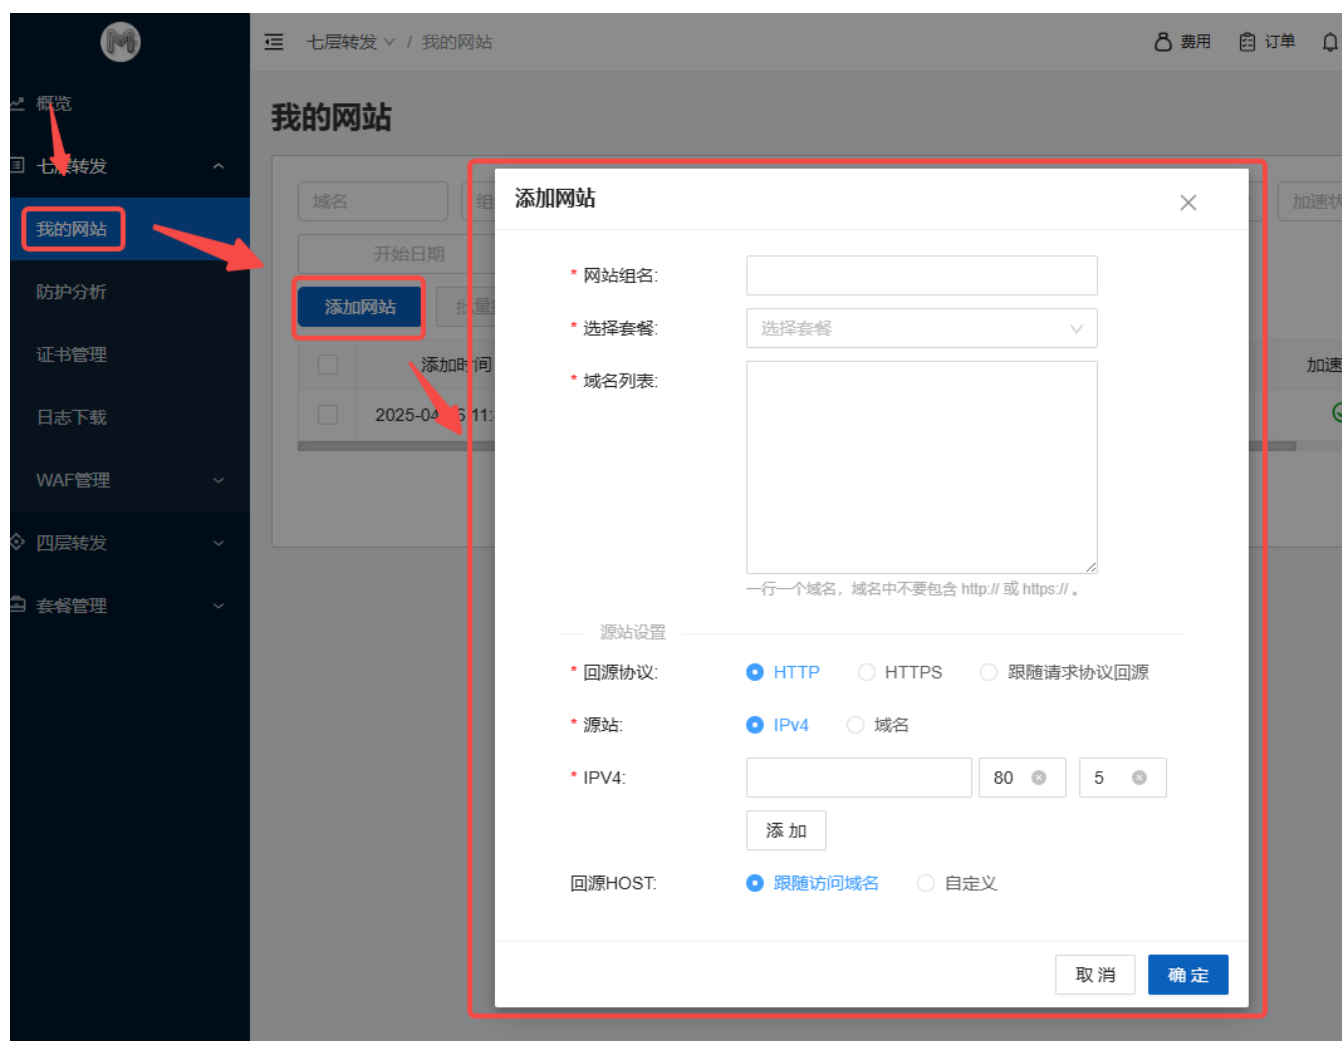 七层转发 / 我的网站
费用
订单
概览
七层转发
我的网站
防护分析
证书管理
日志下载
WAF管理
四层转发
套餐管理
我的网站
域名
组
加速状
开始日期
添加网站
批量
添加时间
加速
2025-04 6 11:
添加网站
* 网站组名:
* 选择套餐:
选择套餐
* 域名列表:
一行一个域名，域名中不要包含 http:// 或 https:// 。
源站设置
* 回源协议:
HTTP
HTTPS
跟随请求协议回源
* 源站:
IPv4
域名
* IPV4:
80
5
添 加
回源HOST:
跟随访问域名
自定义
取 消
确 定